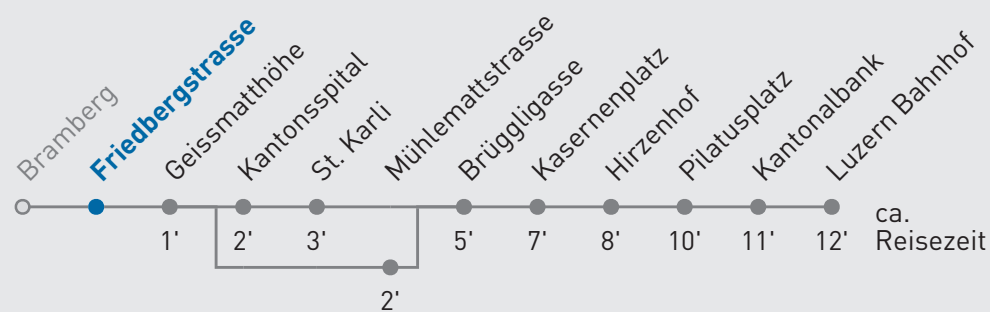 Bramberg
Friedbergstrasse
Geissmatthöhe
Kantonsspital
St. Karli
Mühlemattstrasse
Brüggligasse
Kasernenplatz
Hirzenhof
Pilatusplatz
Kantonalbank
Luzern Bahnhof
1' 2' 3' 5' 7' 8' 10' 11' 12'
ca.
Reisezeit
2'